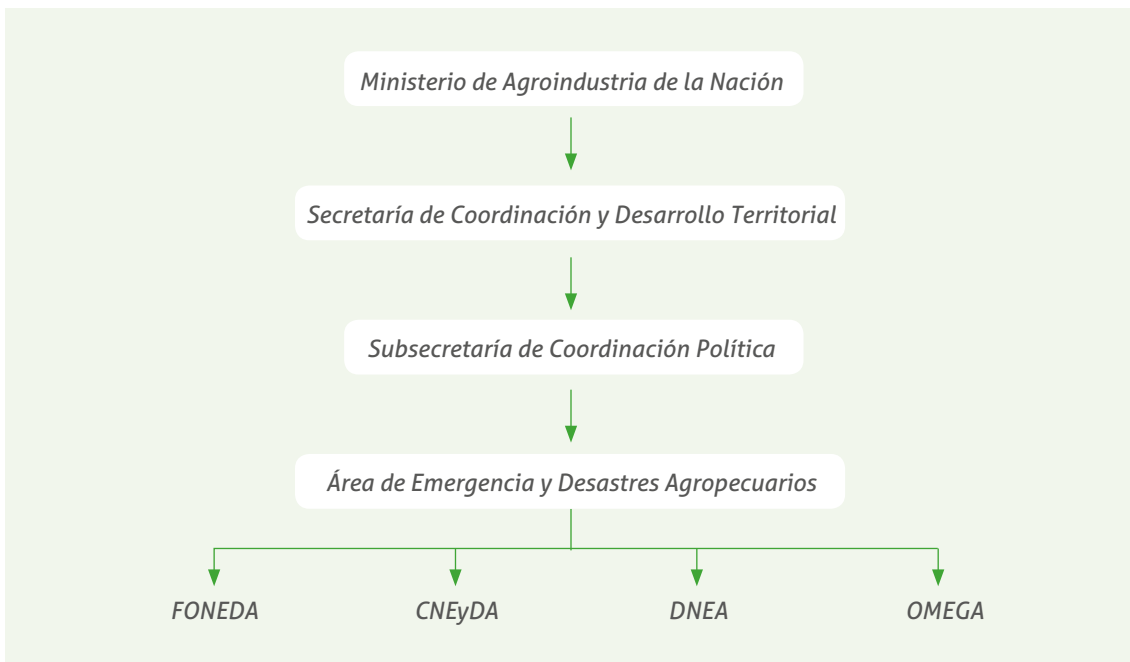 Ministerio de Agroindustria de la Nación
Secretaría de Coordinación y Desarrollo Territorial
Subsecretaría de Coordinación Política
Área de Emergencia y Desastres Agropecuarios
FONEDA CNEyDA DNEA OMEGA